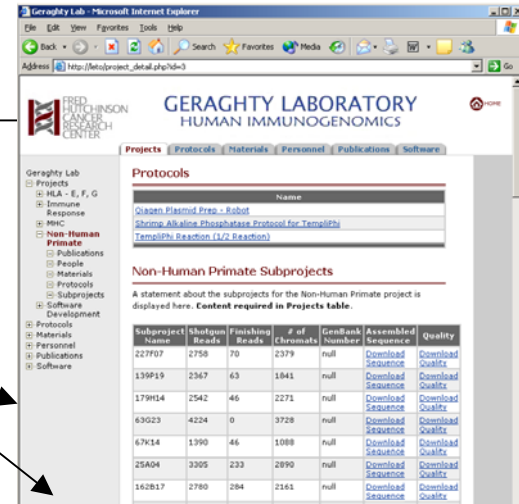 Geraghty Lab - Microsoft Internet Explorer
File Edit View Favorites Tools Help
Back Search Favorites Media
Address http://leto/project_detail.php?id=3 Go
FRED
HUTCHINSON
CANCER
RESEARCH
CENTER
GERAGHTY LABORATORY
HUMAN IMMUNOGENOMICS
HOME
Projects Protocols Materials Personnel Publications Software
Geraghty Lab
Projects
HLA - E, F, G
Immune
Response
MHC
Non-Human
Primate
Publications
People
Materials
Protocols
Subprojects
Software
Development
Protocols
Materials
Personnel
Publications
Software
Protocols
Name
Qiagen Plasmid Prep - Robot
Shrimp Alkaline Phosphatase Protocol for TempliPhi
TempliPhi Reaction (1/2 Reaction)
Non-Human Primate Subprojects
A statement about the subprojects for the Non-Human Primate project is
displayed here. Content required in Projects table.
Subproject Name Shotgun Reads Finishing Reads # of Chromats GenBank Number Assembled Sequence Quality
227F07 2758 70 2379 null Download Sequence Download Quality
139P19 2367 63 1841 null Download Sequence Download Quality
179H14 2542 46 2271 null Download Sequence Download Quality
63G23 4224 0 3728 null Download Sequence Download Quality
67K14 1390 46 1088 null Download Sequence Download Quality
25A04 3305 233 2890 null Download Sequence Download Quality
162B17 2780 284 2161 null Download Sequence Download Quality